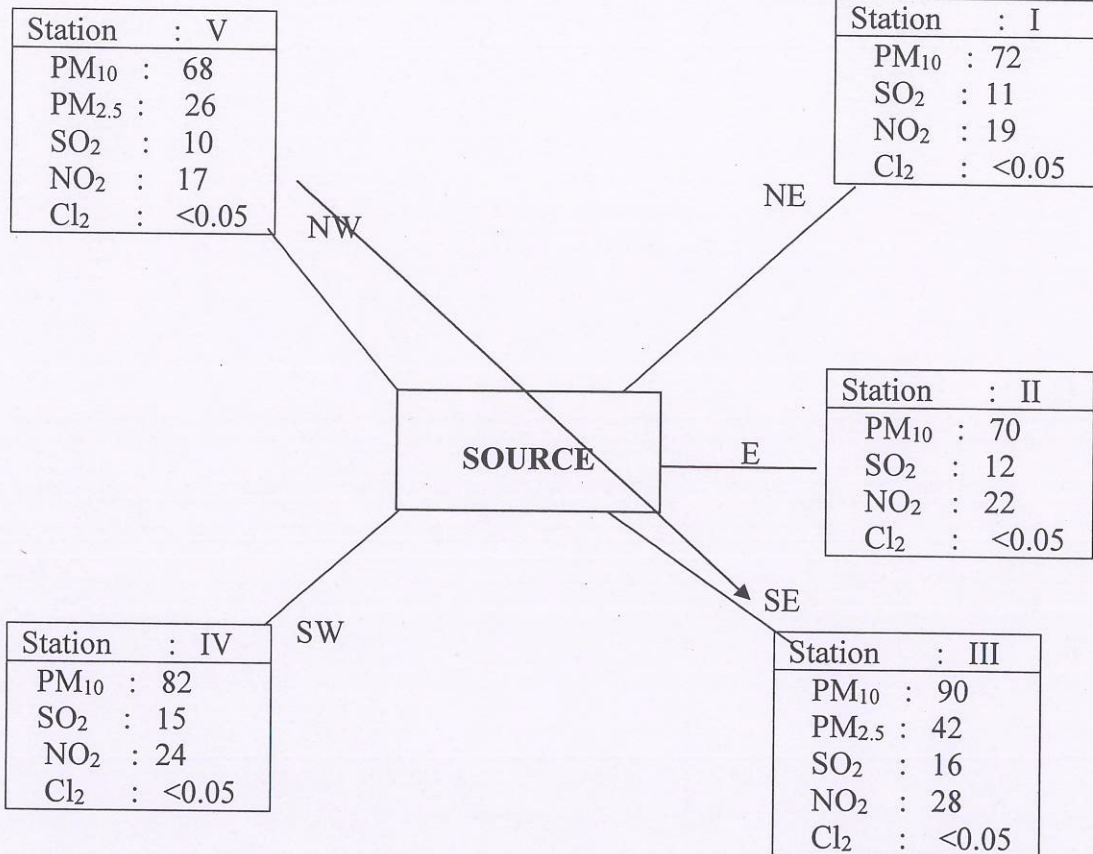 Station : V
PM₁₀ : 68
PM₂.₅ : 26
SO₂ : 10
NO₂ : 17
Cl₂ : <0.05
Station : I
PM₁₀ : 72
SO₂ : 11
NO₂ : 19
Cl₂ : <0.05
NW
NE
SOURCE
E
Station : II
PM₁₀ : 70
SO₂ : 12
NO₂ : 22
Cl₂ : <0.05
SW
SE
Station : IV
PM₁₀ : 82
SO₂ : 15
NO₂ : 24
Cl₂ : <0.05
Station : III
PM₁₀ : 90
PM₂.₅ : 42
SO₂ : 16
NO₂ : 28
Cl₂ : <0.05